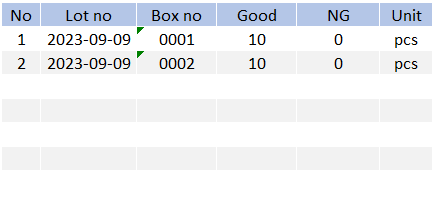 No Lot no Box no Good NG Unit
1 2023-09-09 0001 10 0 pcs
2 2023-09-09 0002 10 0 pcs